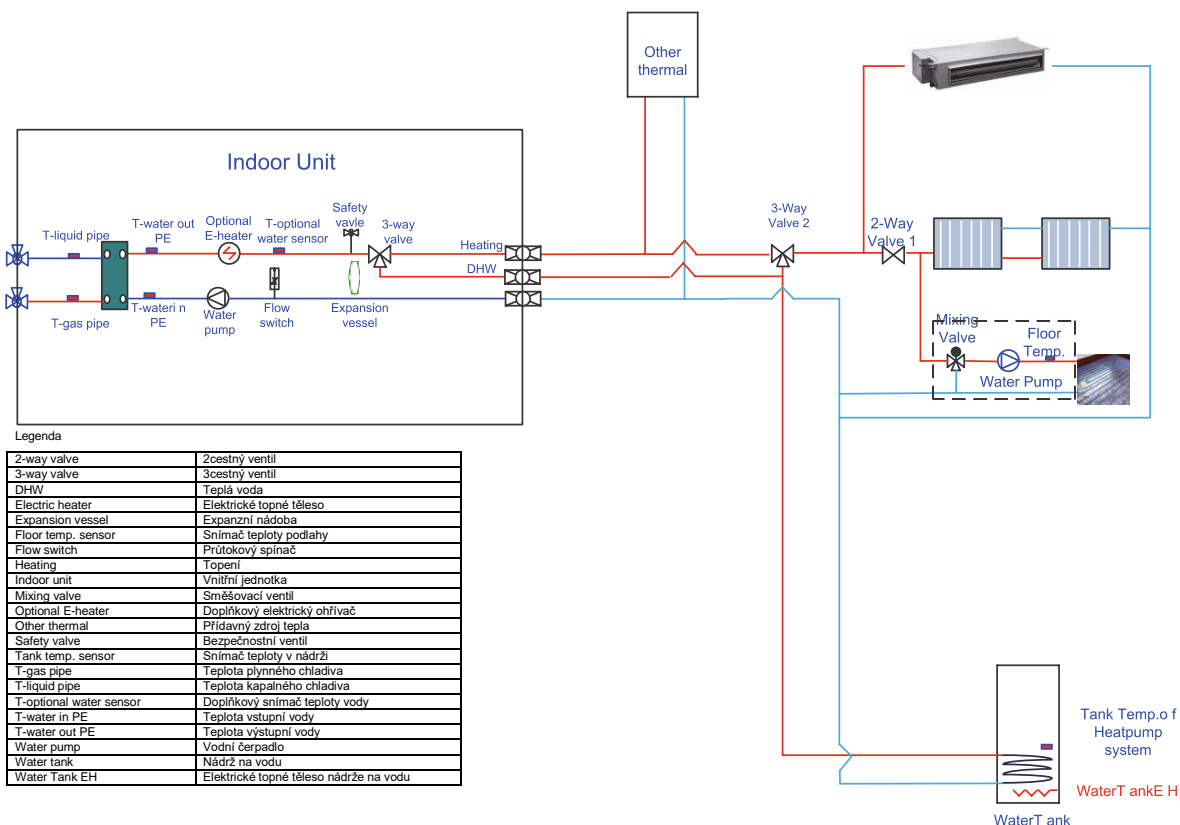 Other
thermal
Indoor Unit
T-liquid pipe
T-water out
PE
Optional
E-heater
T-optional
water sensor
Safety
vavle
3-way
valve
Heating
DHW
3-Way
Valve 2
2-Way
Valve 1
T-gas pipe
T-wateri n
PE
Water
pump
Flow
switch
Expansion
vessel
Mixing
Valve
Floor
Temp.
Water Pump
Legenda
2-way valve 2cestný ventil
3-way valve 3cestný ventil
DHW Teplá voda
Electric heater Elektrické topné těleso
Expansion vessel Expanzní nádoba
Floor temp. sensor Snímač teploty podlahy
Flow switch Průtokový spínač
Heating Topení
Indoor unit Vnitřní jednotka
Mixing valve Směšovací ventil
Optional E-heater Doplňkový elektrický ohřívač
Other thermal Přídavný zdroj tepla
Safety valve Bezpečnostní ventil
Tank temp. sensor Snímač teploty v nádrži
T-gas pipe Teplota plynného chladiva
T-liquid pipe Teplota kapalného chladiva
T-optional water sensor Doplňkový snímač teploty vody
T-water in PE Teplota vstupní vody
T-water out PE Teplota výstupní vody
Water pump Vodní čerpadlo
Water tank Nádrž na vodu
Water Tank EH Elektrické topné těleso nádrže na vodu
Tank Temp.o f
Heatpump
system
WaterT ankE H
WaterT ank